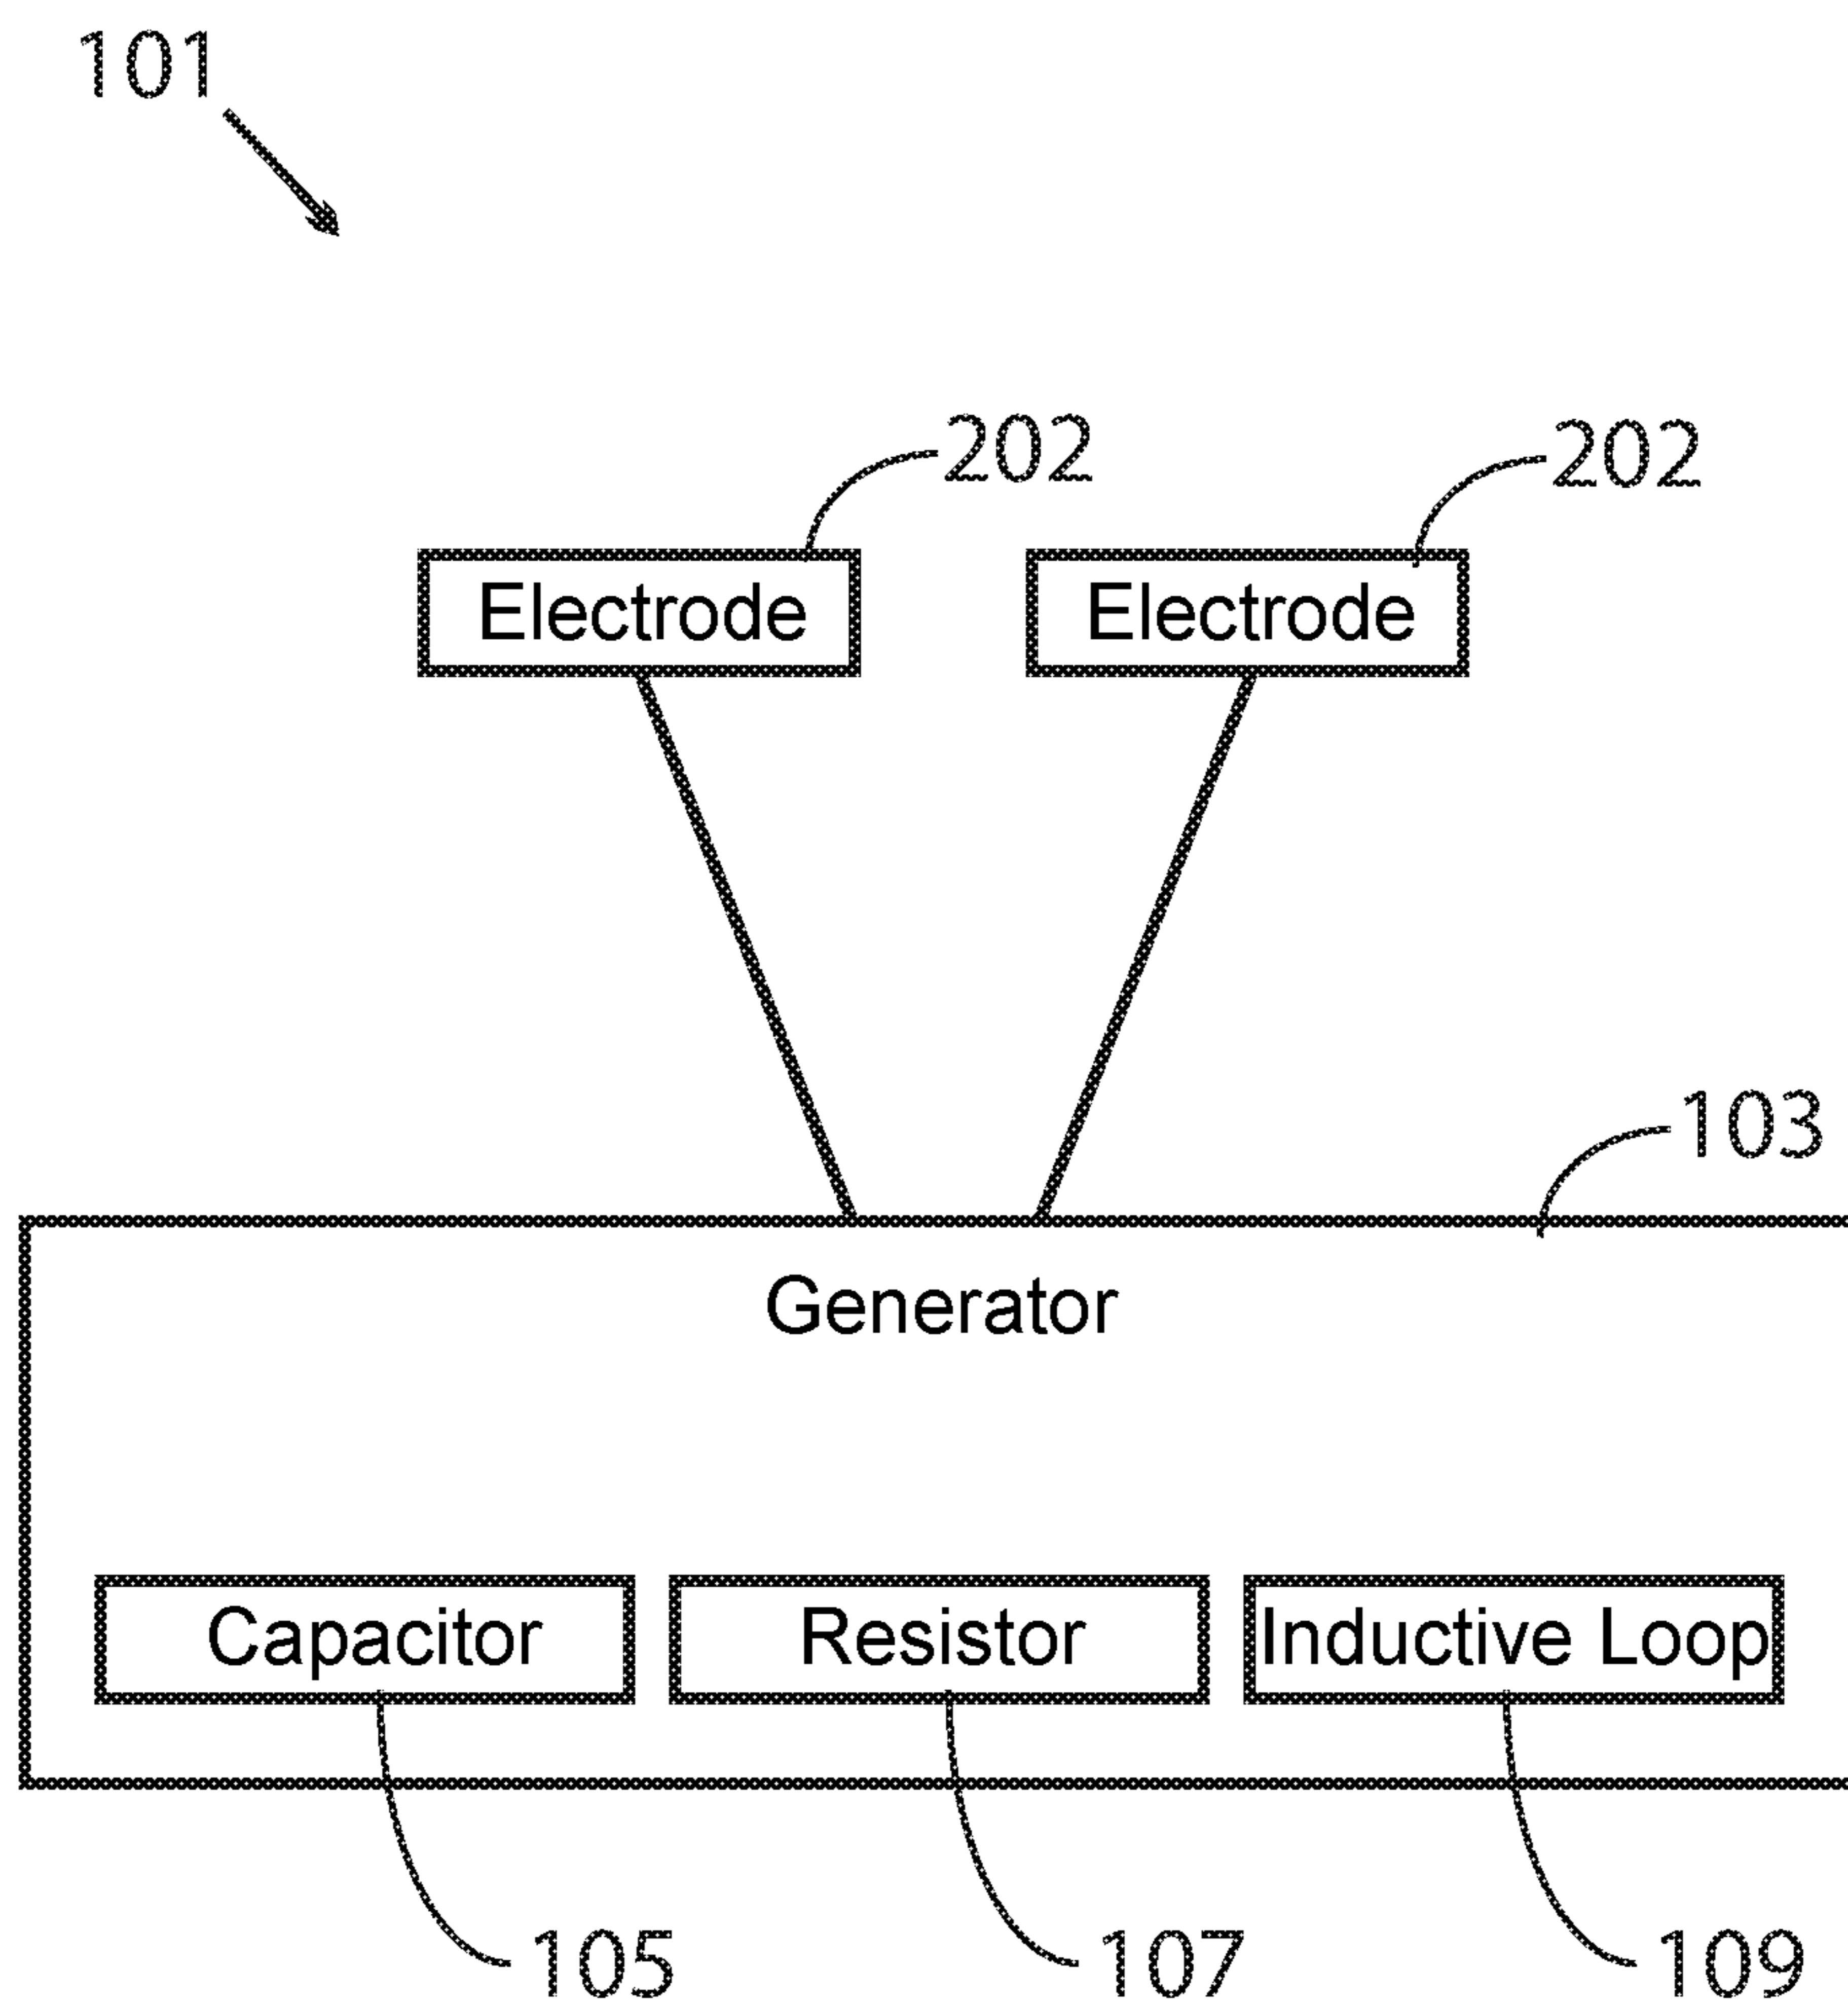 101
202 202
Electrode Electrode
103
Generator
Capacitor Resistor Inductive Loop
105 107 109